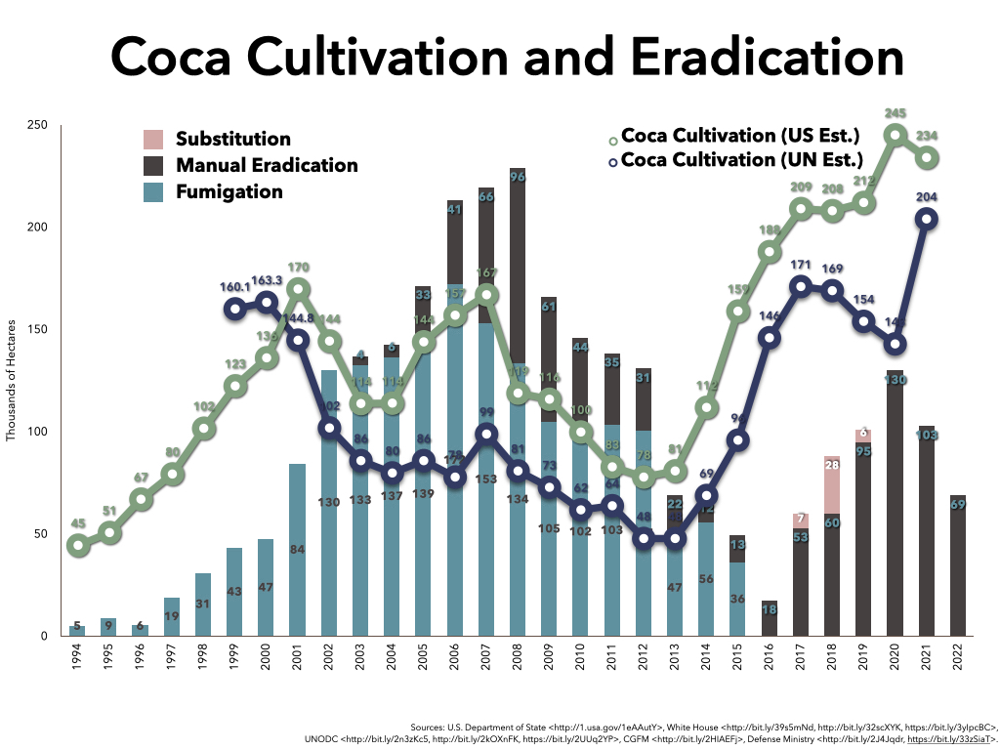 Coca Cultivation and Eradication
Substitution
Manual Eradication
Fumigation
Coca Cultivation (US Est.)
Coca Cultivation (UN Est.)
Thousands of Hectares
250
200
150
100
50
0
45 51 67 80 102 123 136 170 144 114 114 144 157 167 119 116 100 83 78 81 112 159 188 209 208 212 245 234
160.1 163.3 144.8 102 86 80 86 78 99 81 73 62 64 48 48 69 96 146 171 169 154 143 204
7 28 6
4 6 33 41 66 96 61 44 35 31 22 12 13 18 53 60 95 130 103 69
5 9 6 19 31 43 47 84 130 133 137 139 172 153 134 105 102 103 47 56 36
1994 1995 1996 1997 1998 1999 2000 2001 2002 2003 2004 2005 2006 2007 2008 2009 2010 2011 2012 2013 2014 2015 2016 2017 2018 2019 2020 2021 2022
Sources: U.S. Department of State <http://1.usa.gov/1eAAutY>, White House <http://bit.ly/39s5mNd, http://bit.ly/32scXYK, https://bit.ly/3yIpcBC>,
UNODC <http://bit.ly/2n3zKc5, http://bit.ly/2kOXnFK, https://bit.ly/2UUq2YP>, CGFM <http://bit.ly/2HIAEFj>, Defense Ministry <http://bit.ly/2J4Jqdr, https://bit.ly/33zSiaT>.